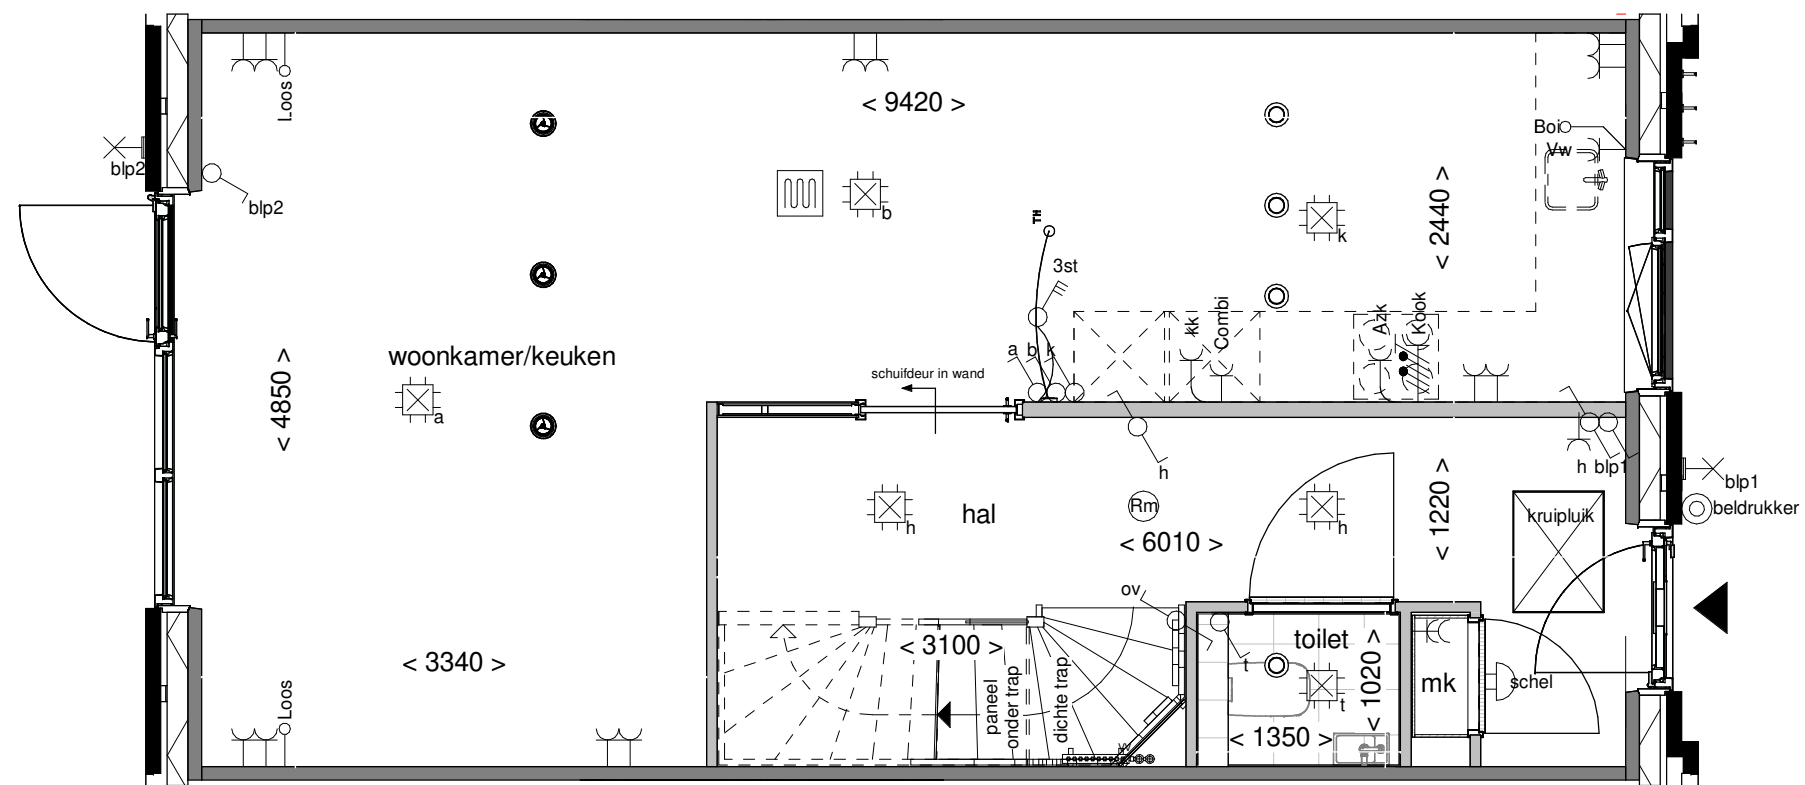 Loos
< 9420 >
Boi
Vw
blp2
blp2
b
k
< 2440 >
TH
3st
kk
Combi
Azk
Kook
woonkamer/keuken
a
< 4850 >
schuifdeur in wand
a b k
h
h blp1
blp1
beldrukker
h
hal
Rm
h
< 1220 >
kruipluik
< 6010 >
ov
< 3340 >
< 3100 >
toilet
t
t
< 1020 >
mk
schel
paneel
onder trap
dichte trap
Loos
< 1350 >